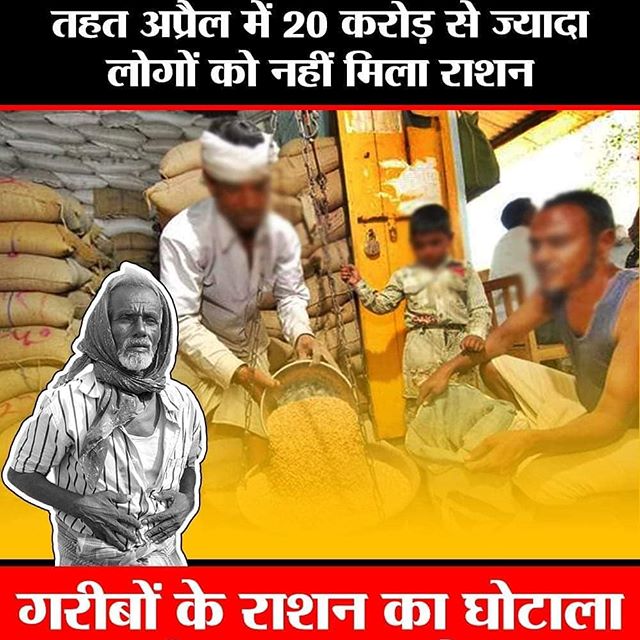 तहत अप्रैल में 20 करोड़ से ज्यादा
लोगों को नहीं मिला राशन
गरीबों के राशन का घोटाला